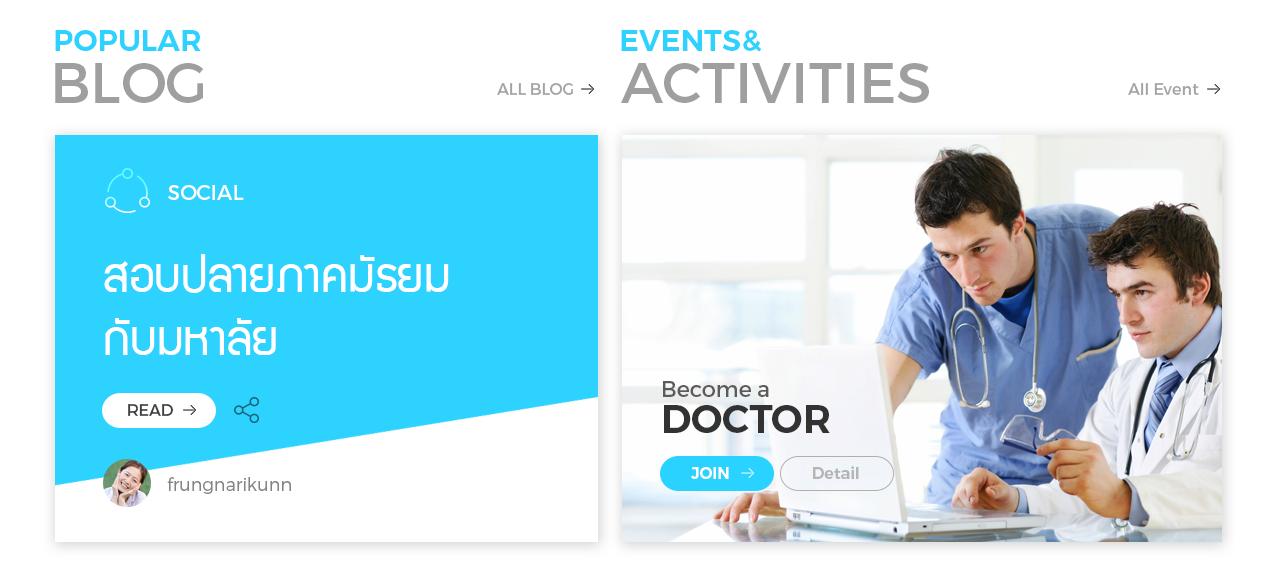 POPULAR
BLOG
ALL BLOG
SOCIAL
สอบปลายภาคมัธยม
กับมหาลัย
READ
frungnarikunn
EVENTS&
ACTIVITIES
All Event
Become a
DOCTOR
JOIN
Detail